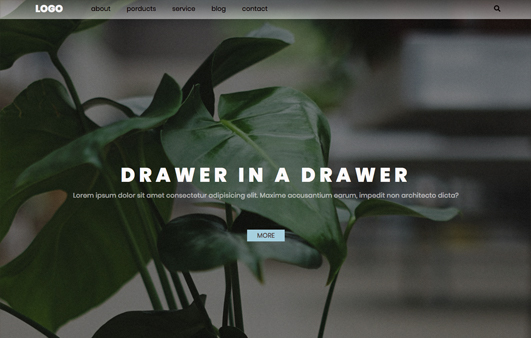 LOGO about porducts service blog contact
DRAWER IN A DRAWER
Lorem ipsum dolor sit amet consectetur adipisicing elit. Maxime accusantium earum, impedit non architecto dicta?
MORE